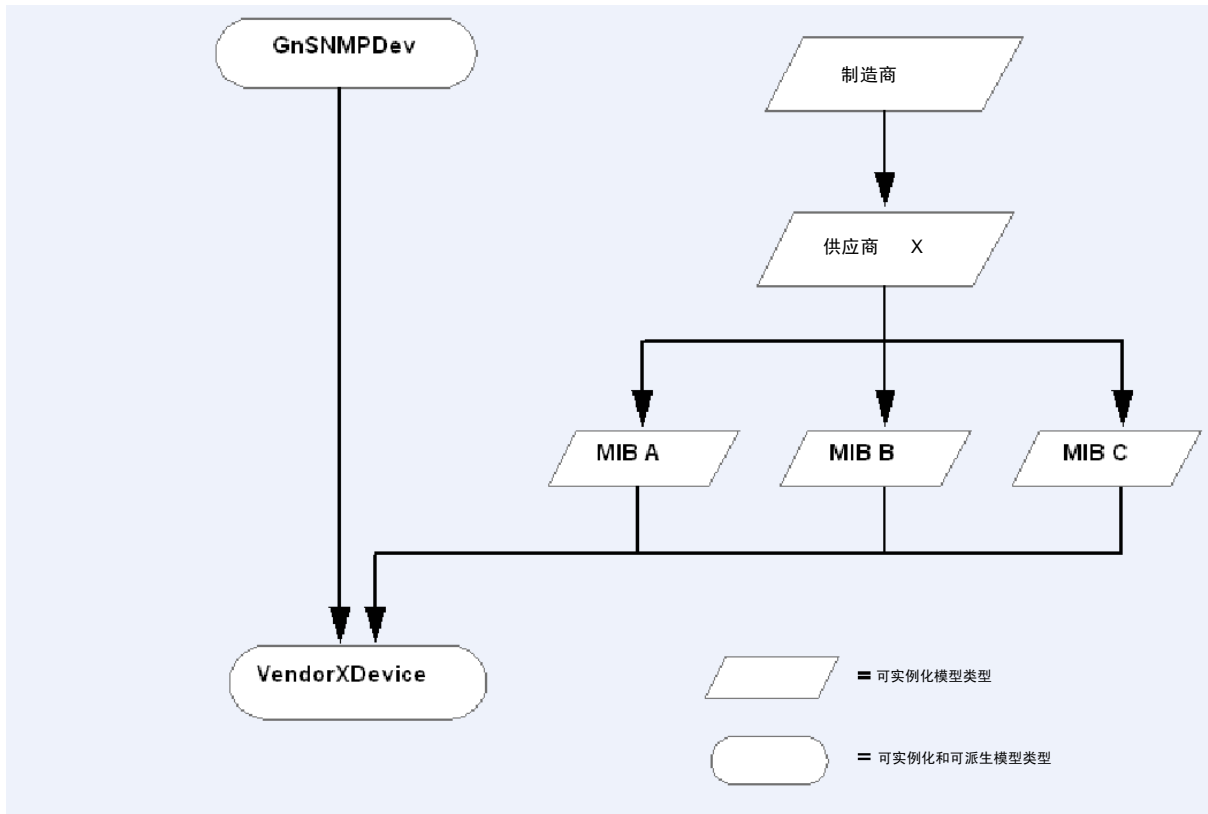 GnSNMPDev
制造商
供应商 X
MIB A
MIB B
MIB C
VendorXDevice
= 可实例化模型类型
= 可实例化和可派生模型类型